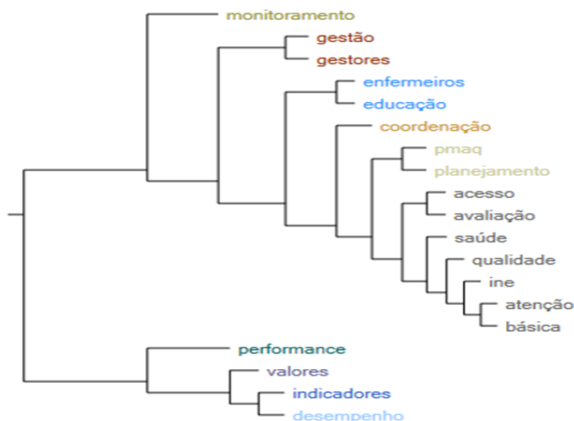 monitoramento
gestão
gestores
enfermeiros
educação
coordenação
pmaq
planejamento
acesso
avaliação
saúde
qualidade
ine
atenção
básica
performance
valores
indicadores
desempenho